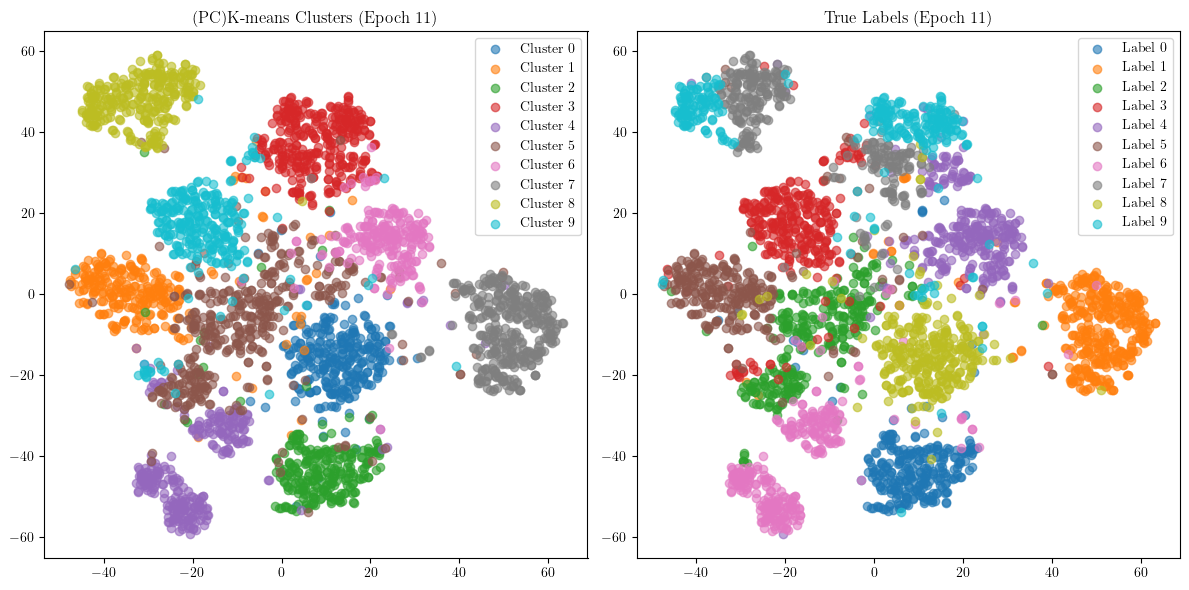 (PC)K-means Clusters (Epoch 11)
60
40
20
0
−20
−40
−60
−40
−20
0
20
40
60
Cluster 0
Cluster 1
Cluster 2
Cluster 3
Cluster 4
Cluster 5
Cluster 6
Cluster 7
Cluster 8
Cluster 9
True Labels (Epoch 11)
60
40
20
0
−20
−40
−60
−40
−20
0
20
40
60
Label 0
Label 1
Label 2
Label 3
Label 4
Label 5
Label 6
Label 7
Label 8
Label 9